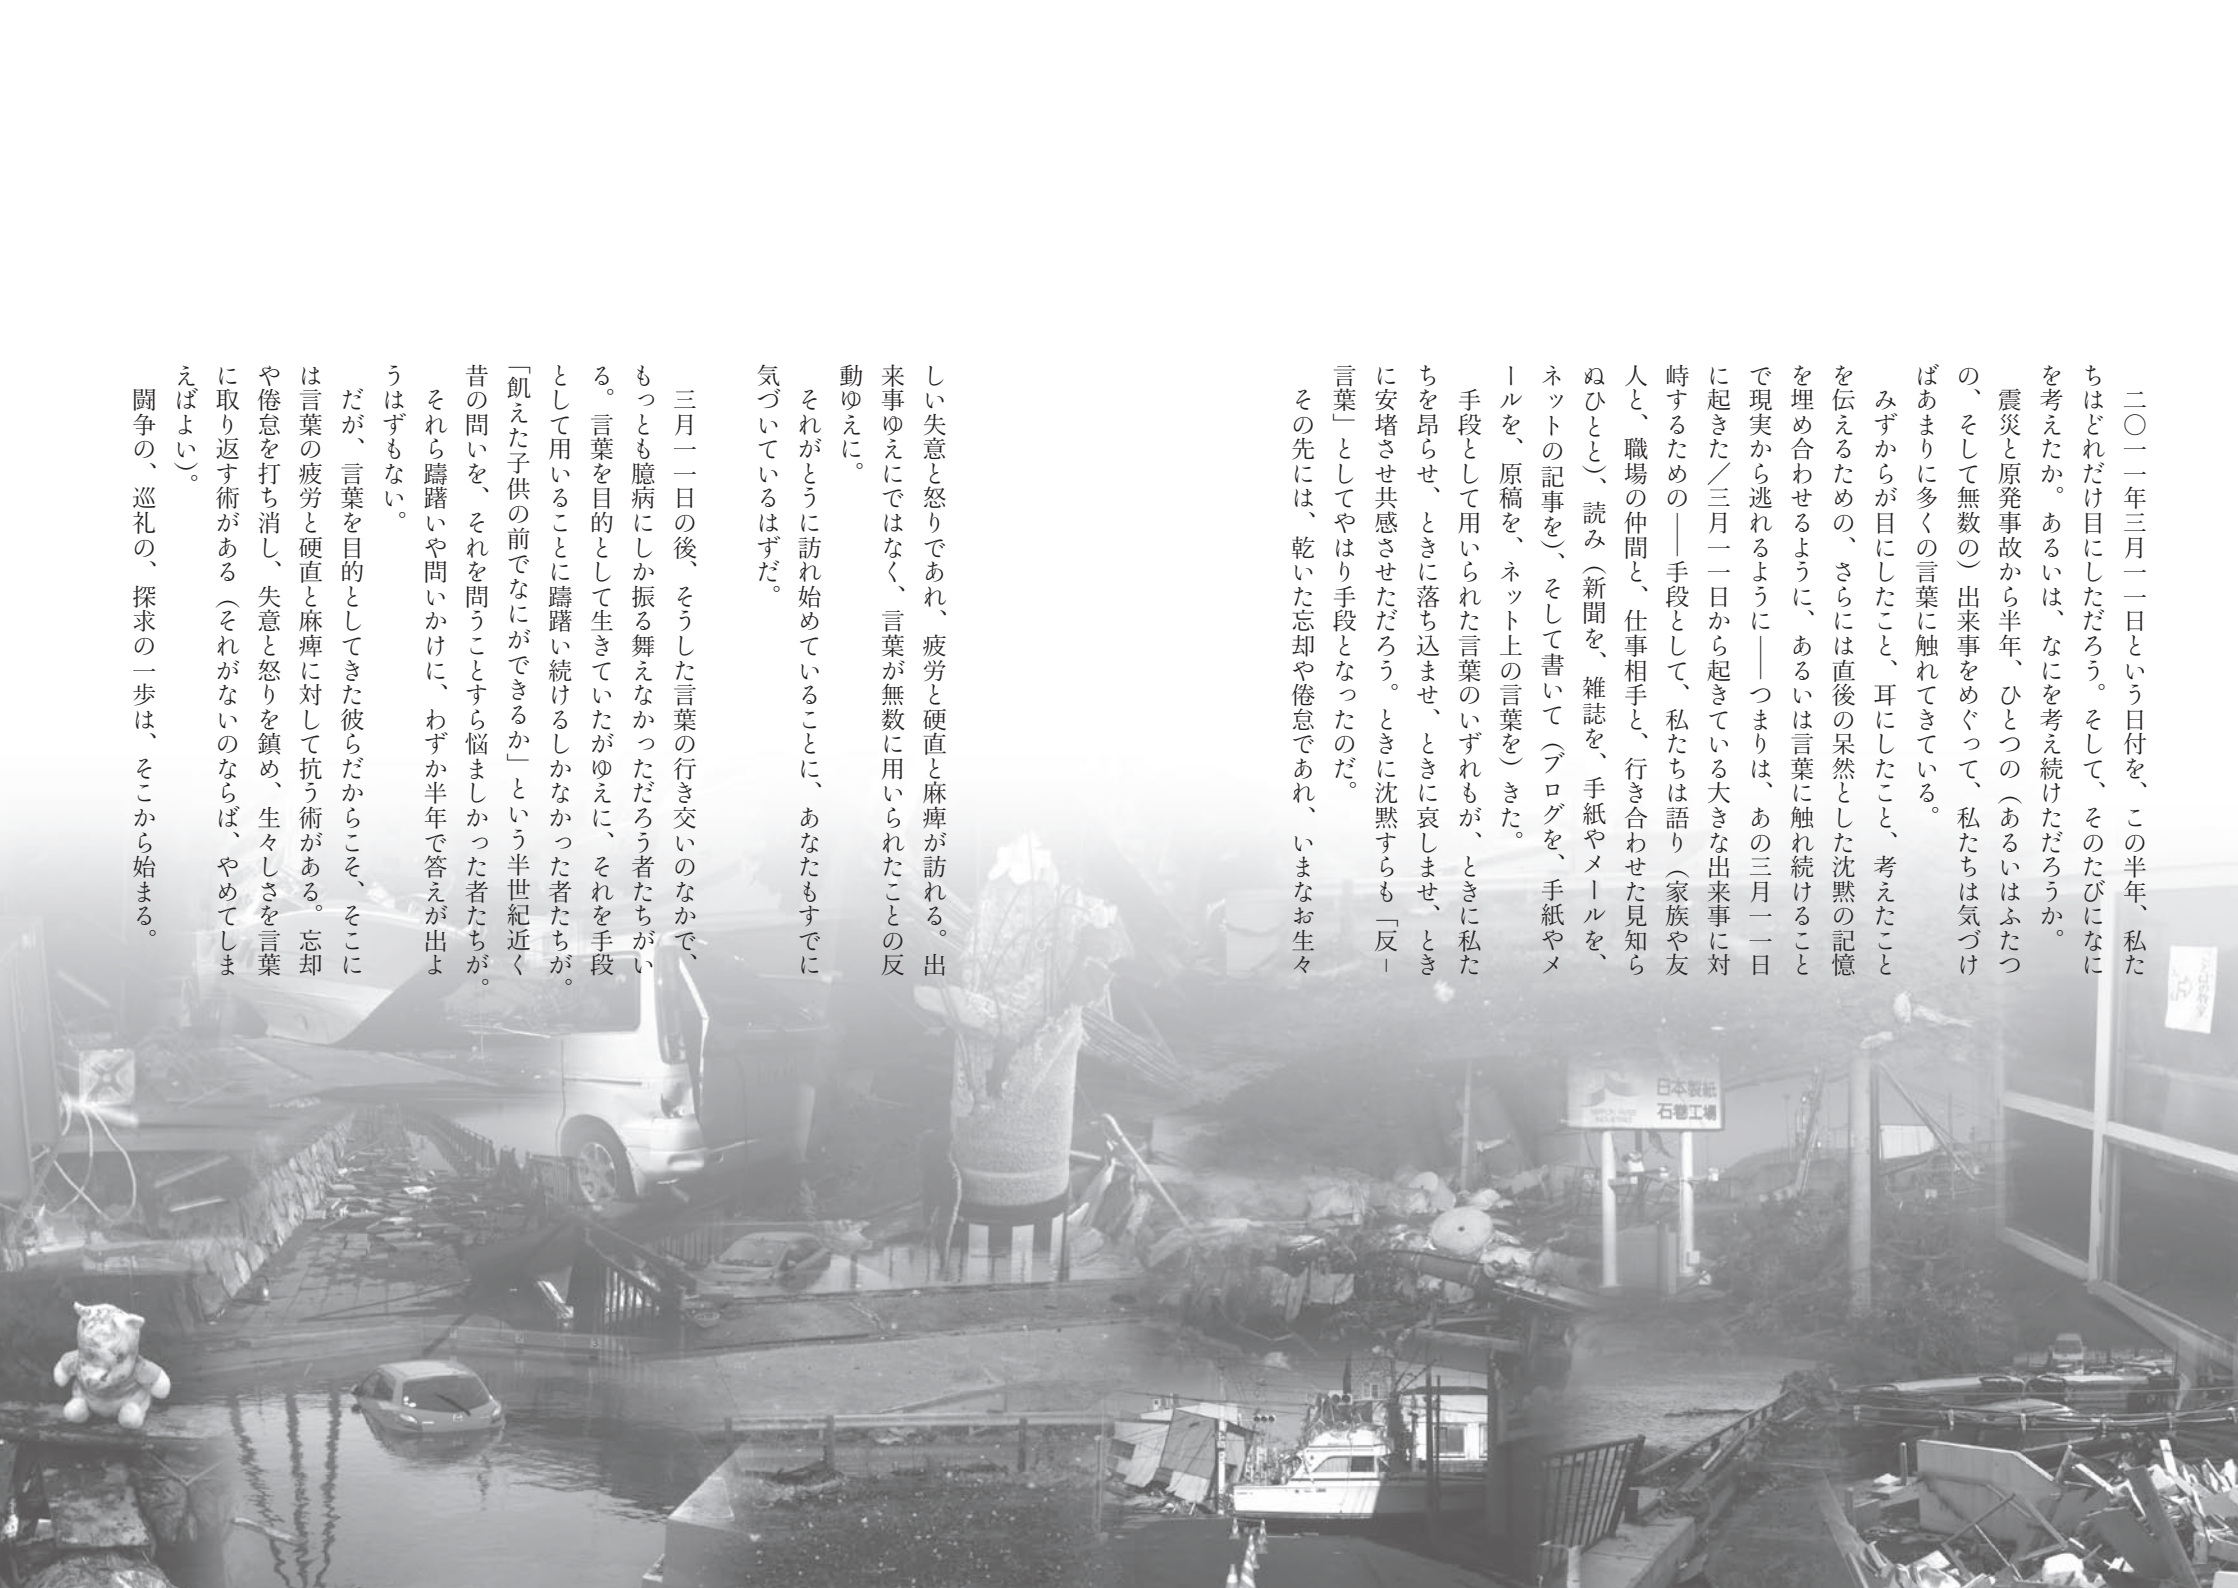 二〇一一年三月一一日という日付を、この半年、私た
ちはどれだけ目にしただろう。そして、そのたびになに
を考えたか。あるいは、なにを考え続けただろうか。
震災と原発事故から半年、ひとつの（あるいはふたつ
の、そして無数の）出来事をめぐって、私たちは気づけ
ばあまりに多くの言葉に触れてきている。
みずからが目にしたこと、耳にしたこと、考えたこと
を伝えるための、さらには直後の呆然とした沈黙の記憶
を埋め合わせるように、あるいは言葉に触れ続けること
で現実から逃れるように――つまりは、あの三月一一日
に起きた／三月一一日から起きている大きな出来事に対
峙するための――手段として、私たちは語り（家族や友
人と、職場の仲間と、仕事相手と、行き合わせた見知ら
ぬひとと）、読み（新聞を、雑誌を、手紙やメールを、
ネットの記事を）、そして書いて（ブログを、手紙やメ
ールを、原稿を、ネット上の言葉を）きた。
手段として用いられた言葉のいずれもが、ときに私た
ちを昂らせ、ときに落ち込ませ、ときに哀しませ、とき
に安堵させ共感させただろう。ときに沈黙すらも「反－
言葉」としてやはり手段となったのだ。
その先には、乾いた忘却や倦怠であれ、いまなお生々
しい失意と怒りであれ、疲労と硬直と麻痺が訪れる。出
来事ゆえにではなく、言葉が無数に用いられたことの反
動ゆえに。
それがとうに訪れ始めていることに、あなたもすでに
気づいているはずだ。
三月一一日の後、そうした言葉の行き交いのなかで、
もっとも臆病にしか振る舞えなかっただろう者たちがい
る。言葉を目的として生きていたがゆえに、それを手段
として用いることに躊躇い続けるしかなかった者たちが。
「飢えた子供の前でなにができるか」という半世紀近く
昔の問いを、それを問うことすら悩ましかった者たちが。
それら躊躇いや問いかけに、わずか半年で答えが出よ
うはずもない。
だが、言葉を目的としてきた彼らだからこそ、そこに
は言葉の疲労と硬直と麻痺に対して抗う術がある。忘却
や倦怠を打ち消し、失意と怒りを鎮め、生々しさを言葉
に取り返す術がある（それがないのならば、やめてしま
えばよい）。
闘争の、巡礼の、探求の一歩は、そこから始まる。
日本製紙
石巻工場